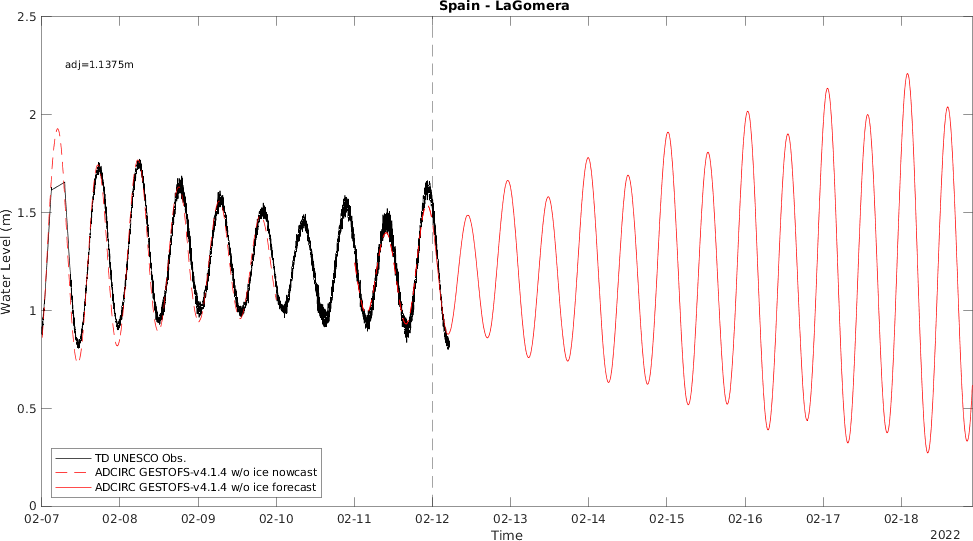 Spain - LaGomera
adj=1.1375m
2.5
2
1.5
1
0.5
0
Water Level (m)
TD UNESCO Obs.
ADCIRC GESTOFS-v4.1.4 w/o ice nowcast
ADCIRC GESTOFS-v4.1.4 w/o ice forecast
02-07 02-08 02-09 02-10 02-11 02-12 02-13 02-14 02-15 02-16 02-17 02-18
Time
2022